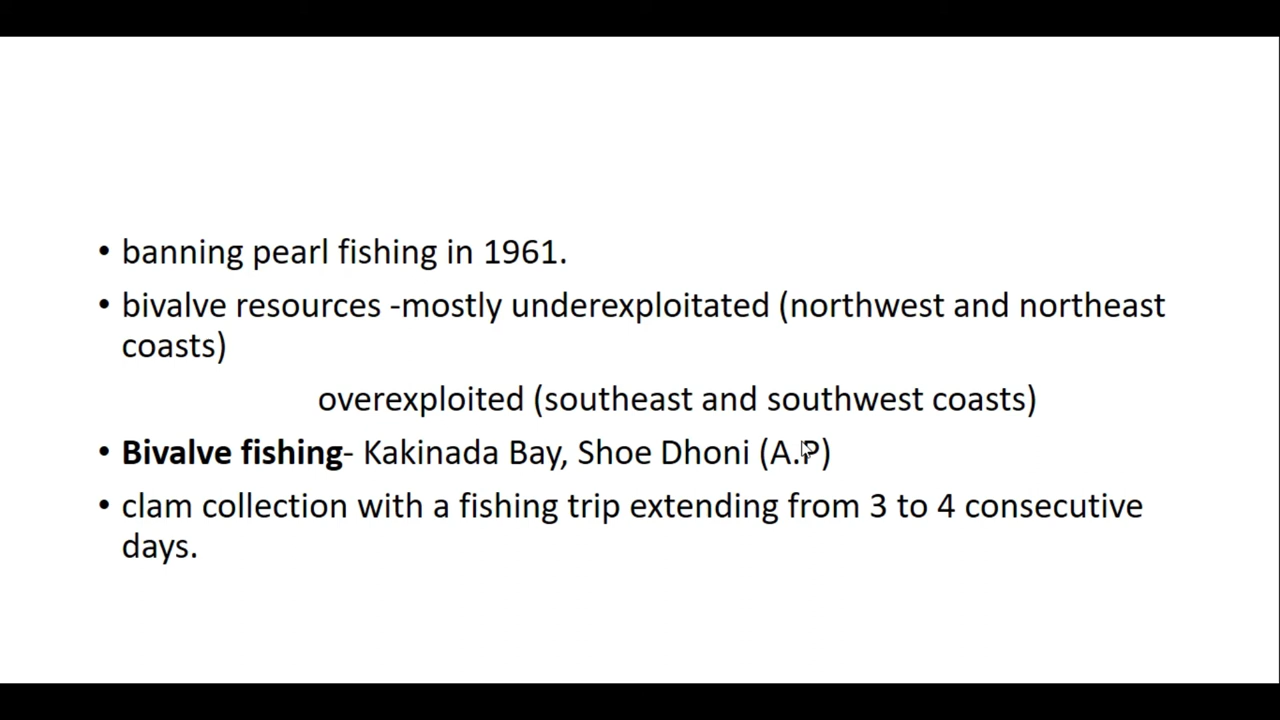 • banning pearl fishing in 1961.
• bivalve resources -mostly underexploitated (northwest and northeast
coasts)
overexploited (southeast and southwest coasts)
• Bivalve fishing- Kakinada Bay, Shoe Dhoni (A.P)
• clam collection with a fishing trip extending from 3 to 4 consecutive
days.